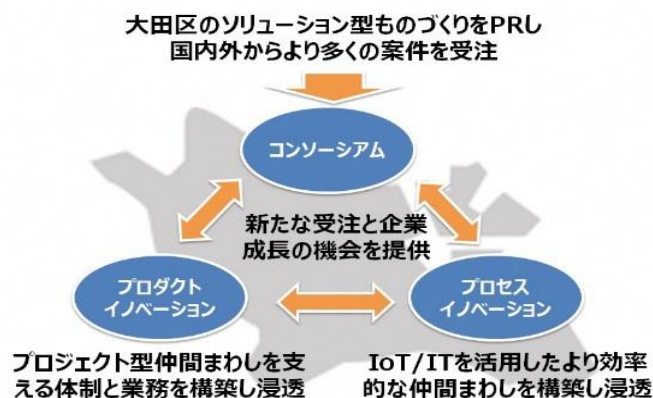 大田区のソリューション型ものづくりをPRし
国内外からより多くの案件を受注
コンソーシアム
新たな受注と企業
成長の機会を提供
プロダクト
イノベーション
プロセス
イノベーション
プロジェクト型仲間まわしを支
える体制と業務を構築し浸透
IoT/ITを活用したより効率
的な仲間まわしを構築し浸透